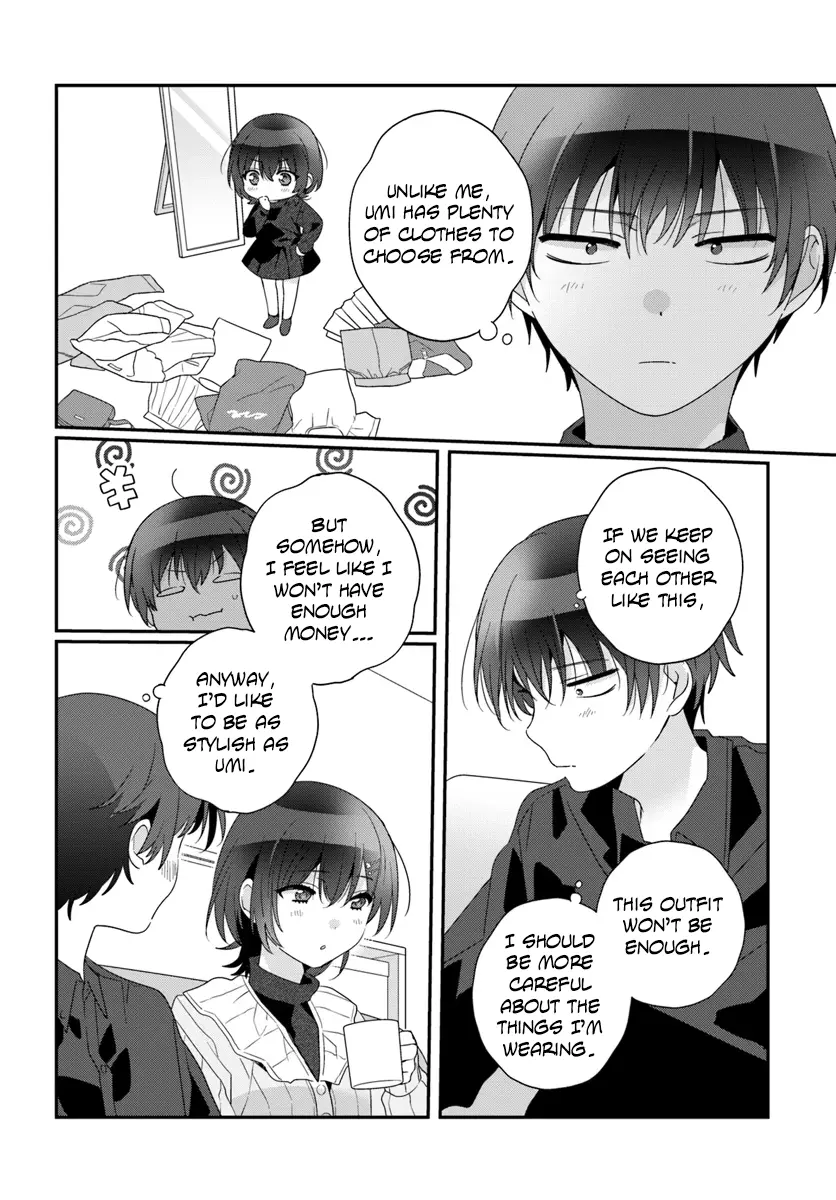 UNLIKE ME,
UMI HAS PLENTY
OF CLOTHES TO
CHOOSE FROM.
IF WE KEEP
ON SEEING
EACH OTHER
LIKE THIS,
THIS OUTFIT
WON'T BE
ENOUGH.
I SHOULD
BE MORE
CAREFUL
ABOUT THE
THINGS I'M
WEARING.
BUT
SOMEHOW,
I FEEL LIKE I
WON'T HAVE
ENOUGH
MONEY...
¥
ANYWAY,
I'D LIKE
TO BE AS
STYLISH AS
UMI.